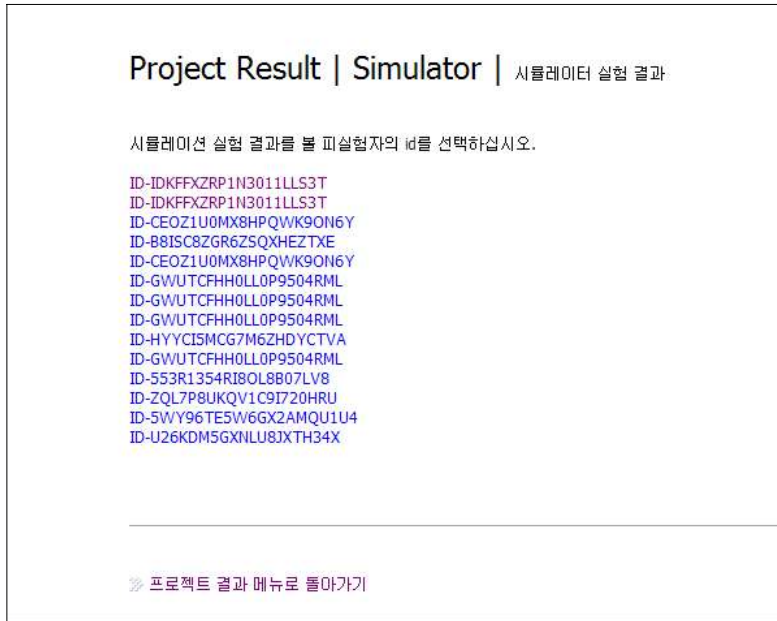 Project Result | Simulator | 시뮬레이터 실험 결과
시뮬레이션 실험 결과를 볼 피실험자의 id를 선택하십시오.
ID-IDKFFXZRP1N3011LLS3T
ID-IDKFFXZRP1N3011LLS3T
ID-CEOZ1U0MX8HPQWK9ON6Y
ID-B8ISC8ZGR6ZSQXHEZTXE
ID-CEOZ1U0MX8HPQWK9ON6Y
ID-GWUTCFHH0LL0P9504RML
ID-GWUTCFHH0LL0P9504RML
ID-GWUTCFHH0LL0P9504RML
ID-HYYCI5MCG7M6ZHDYCTVA
ID-GWUTCFHH0LL0P9504RML
ID-553R1354RI8OL8B07LV8
ID-ZQL7P8UKQV1C9I720HRU
ID-5WY96TE5W6GX2AMQU1U4
ID-U26KDM5GXNLU8JXTH34X
프로젝트 결과 메뉴로 돌아가기